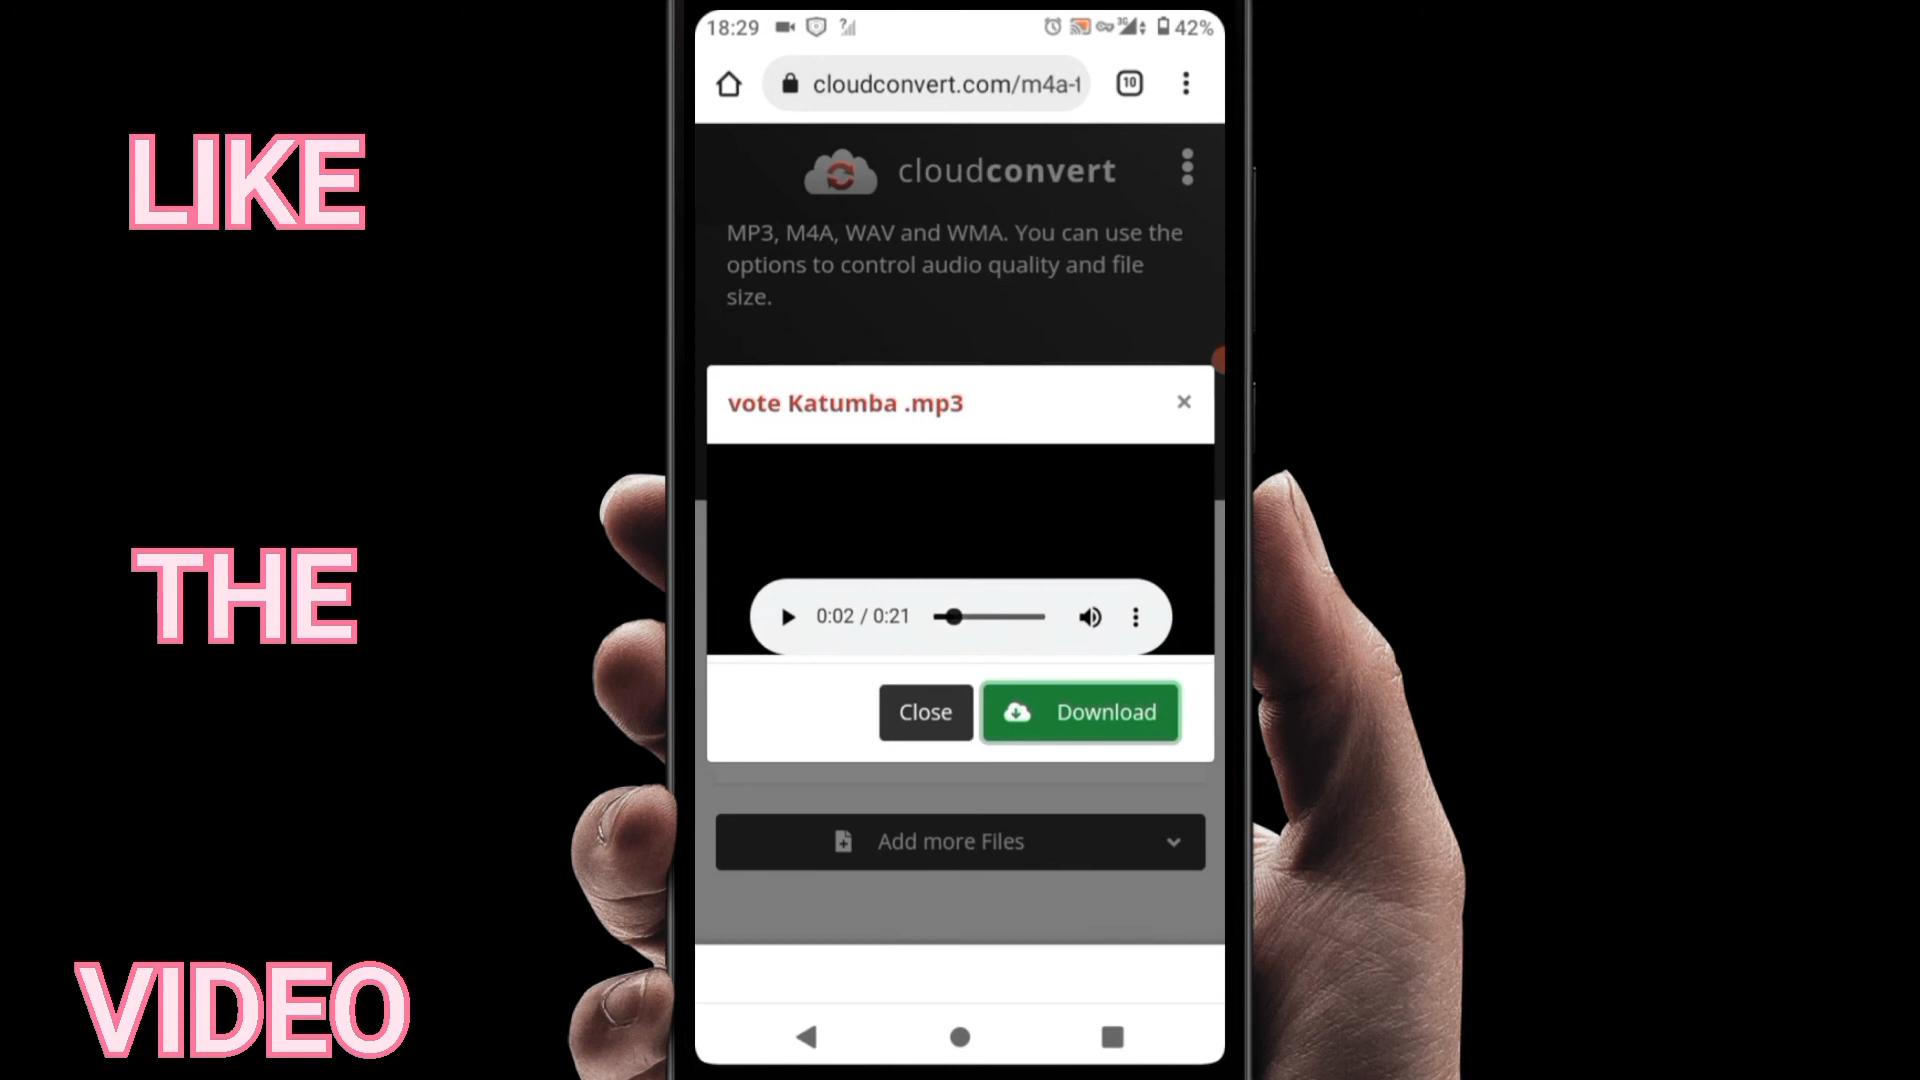 LIKE
THE
VIDEO
18:29
3G
42%
cloudconvert.com/m4a-t
10
cloudconvert
MP3, M4A, WAV and WMA. You can use the
options to control audio quality and file
size.
vote Katumba .mp3
0:02 / 0:21
Close
Download
Add more Files